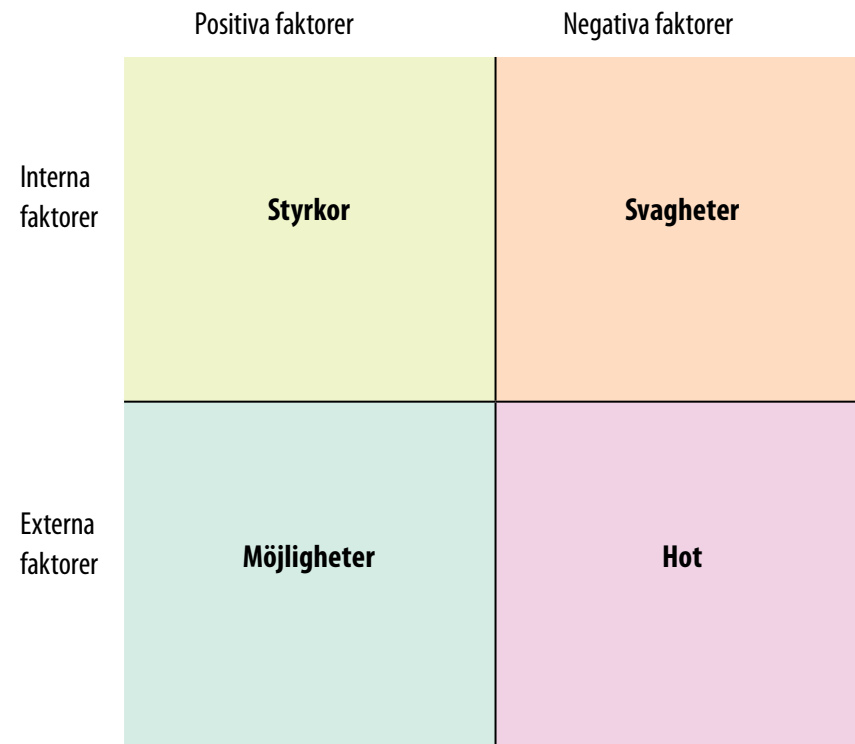 Positiva faktorer
Negativa faktorer
Interna
faktorer
Styrkor
Svagheter
Externa
faktorer
Möjligheter
Hot